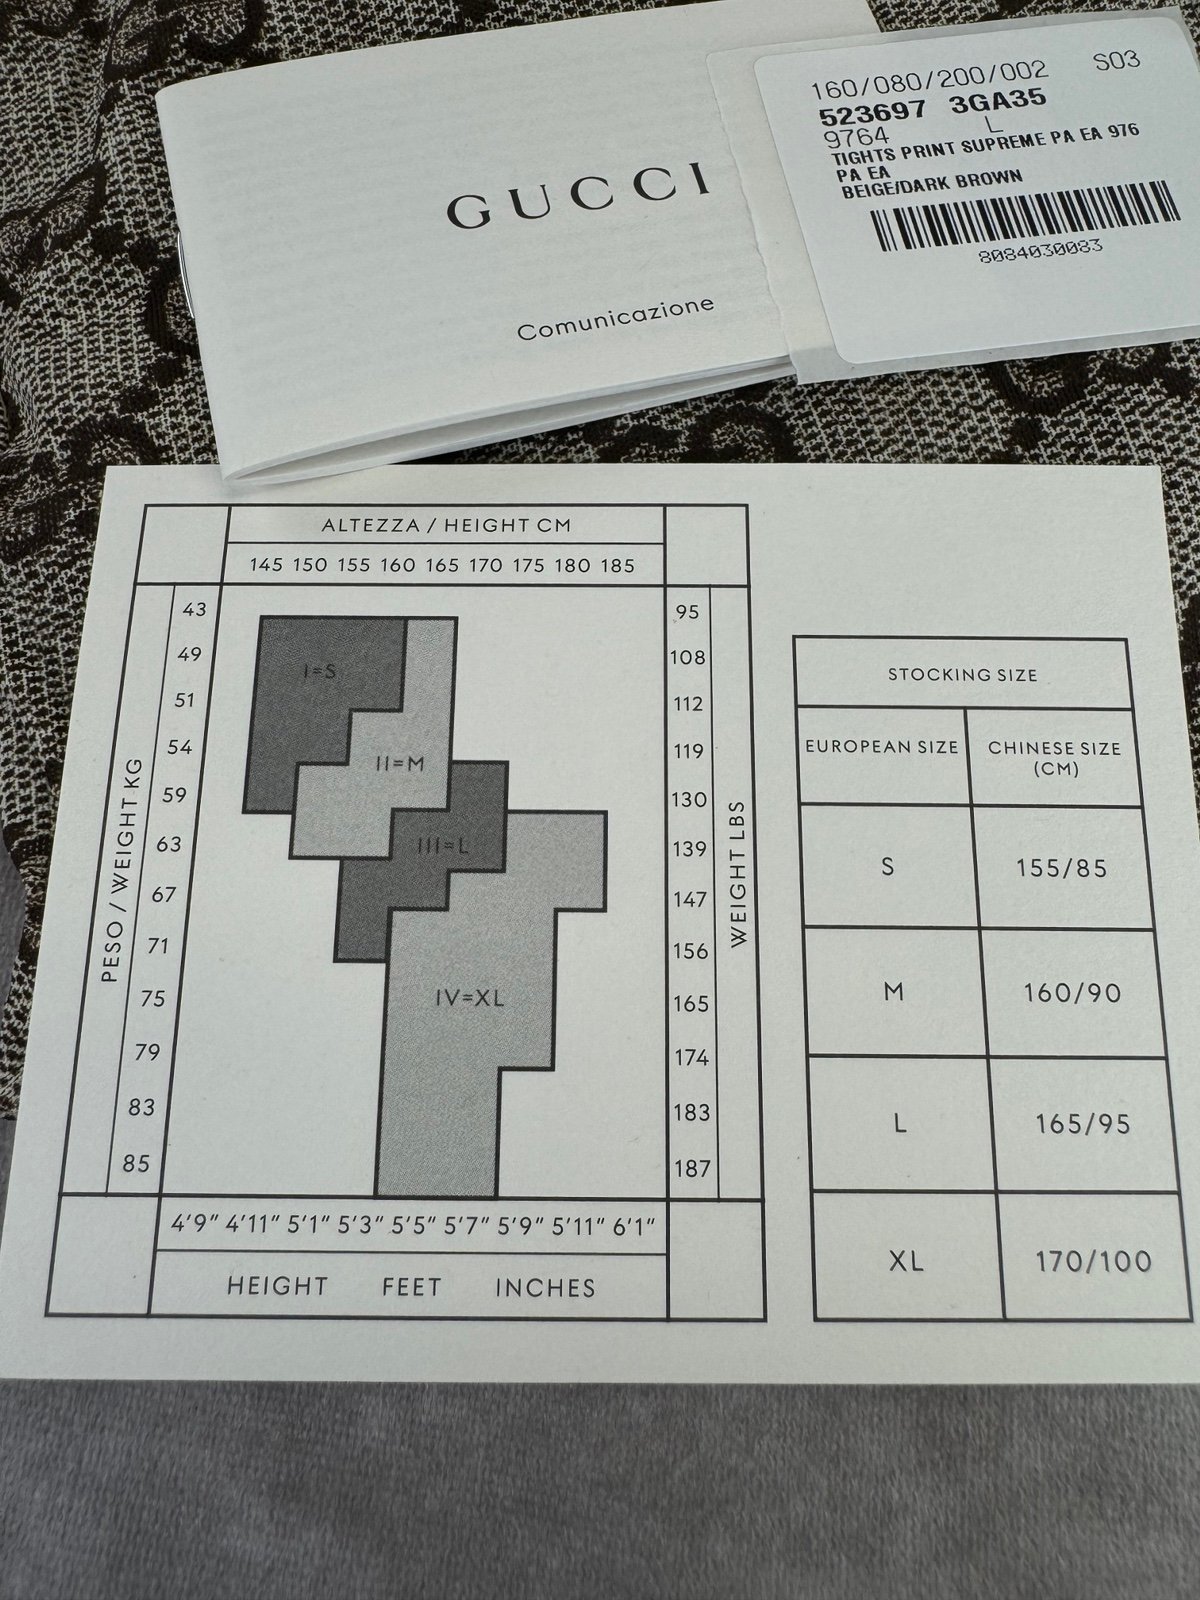 GUCCI
Comunicazione
160/080/200/002 S03
523697 3GA35
9764 L
TIGHTS PRINT SUPREME PA EA 976
PA EA
BEIGE/DARK BROWN
8084030083
ALTEZZA / HEIGHT CM
145 150 155 160 165 170 175 180 185
PESO / WEIGHT KG
43
49
51
54
59
63
67
71
75
79
83
85
I=S
II=M
III=L
IV=XL
95
108
112
119
130
139
147
156
165
174
183
187
WEIGHT LBS
4'9" 4'11" 5'1" 5'3" 5'5" 5'7" 5'9" 5'11" 6'1"
HEIGHT FEET INCHES
STOCKING SIZE
EUROPEAN SIZE CHINESE SIZE
(CM)
S 155/85
M 160/90
L 165/95
XL 170/100